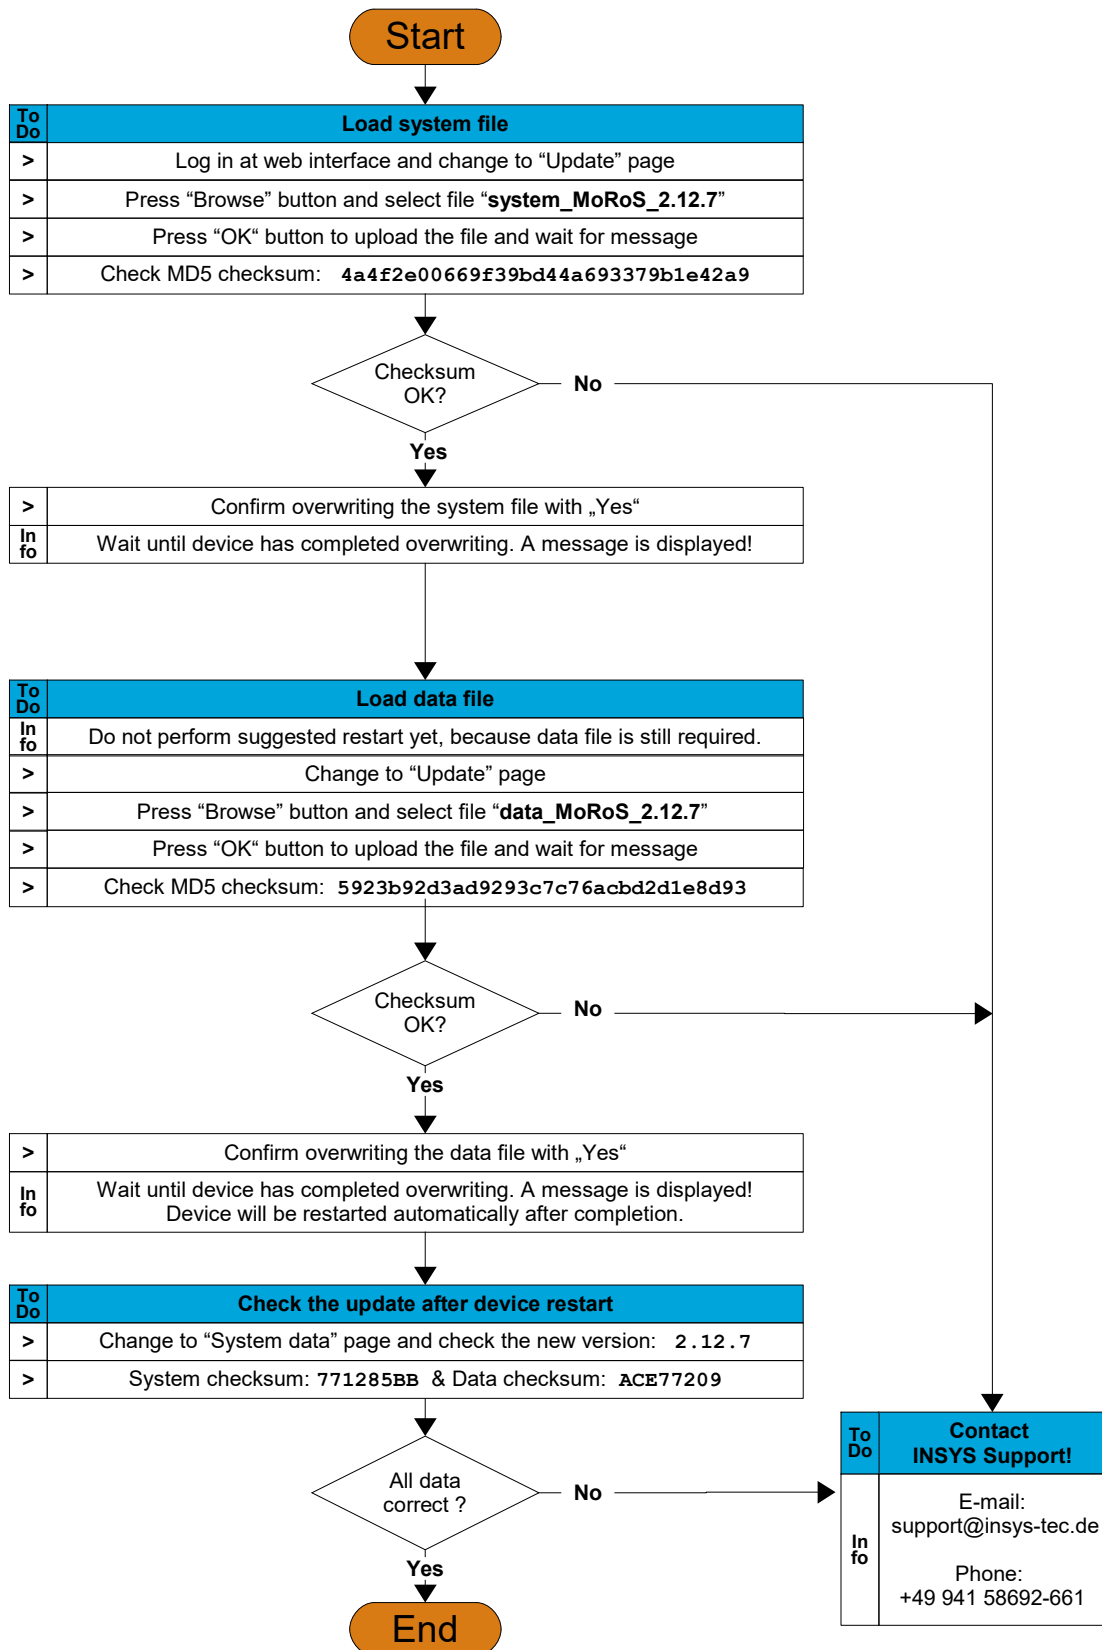 Start
To Do Load system file
> Log in at web interface and change to “Update” page
> Press “Browse” button and select file “system_MoRoS_2.12.7”
> Press “OK“ button to upload the file and wait for message
> Check MD5 checksum: 4a4f2e00669f39bd44a693379b1e42a9
Checksum
OK?
No
Yes
> Confirm overwriting the system file with „Yes“
Info Wait until device has completed overwriting. A message is displayed!
To Do Load data file
Info Do not perform suggested restart yet, because data file is still required.
> Change to “Update” page
> Press “Browse” button and select file “data_MoRoS_2.12.7”
> Press “OK“ button to upload the file and wait for message
> Check MD5 checksum: 5923b92d3ad9293c7c76acbd2d1e8d93
Checksum
OK?
No
Yes
> Confirm overwriting the data file with „Yes“
Info Wait until device has completed overwriting. A message is displayed!
Device will be restarted automatically after completion.
To Do Check the update after device restart
> Change to “System data” page and check the new version: 2.12.7
> System checksum: 771285BB & Data checksum: ACE77209
All data
correct ?
No
Yes
End
To Do Contact
INSYS Support!
Info E-mail:
support@insys-tec.de
Phone:
+49 941 58692-661